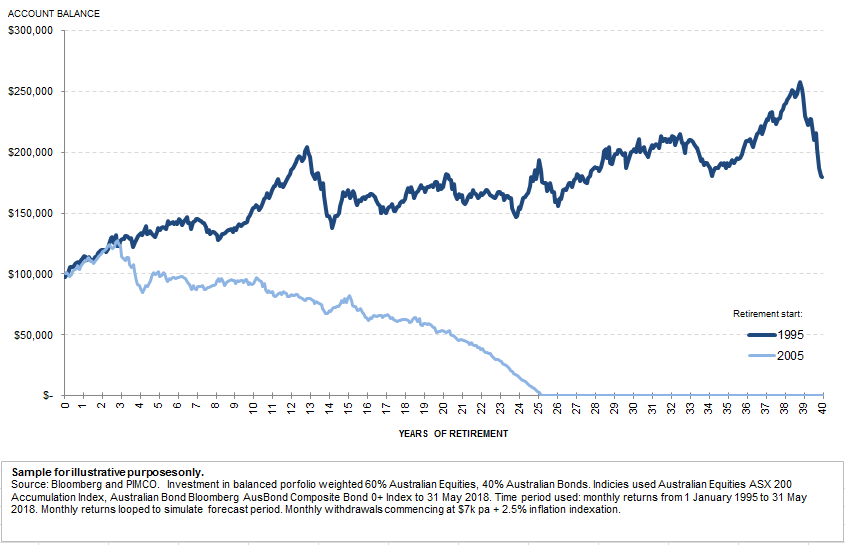 ACCOUNT BALANCE
$300,000
$250,000
$200,000
$150,000
$100,000
$50,000
$-
Retirement start:
1995
2005
0 1 2 3 4 5 6 7 8 9 10 11 12 13 14 15 16 17 18 19 20 21 22 23 24 25 26 27 28 29 30 31 32 33 34 35 36 37 38 39 40
YEARS OF RETIREMENT
Sample for illustrative purposes only.
Source: Bloomberg and PIMCO. Investment in balanced porfolio weighted 60% Australian Equities, 40% Australian Bonds. Indicies used Australian Equities ASX 200
Accumulation Index, Australian Bond Bloomberg AusBond Composite Bond 0+ Index to 31 May 2018. Time period used: monthly returns from 1 January 1995 to 31 May
2018. Monthly returns looped to simulate forecast period. Monthly withdrawals commencing at $7k pa + 2.5% inflation indexation.